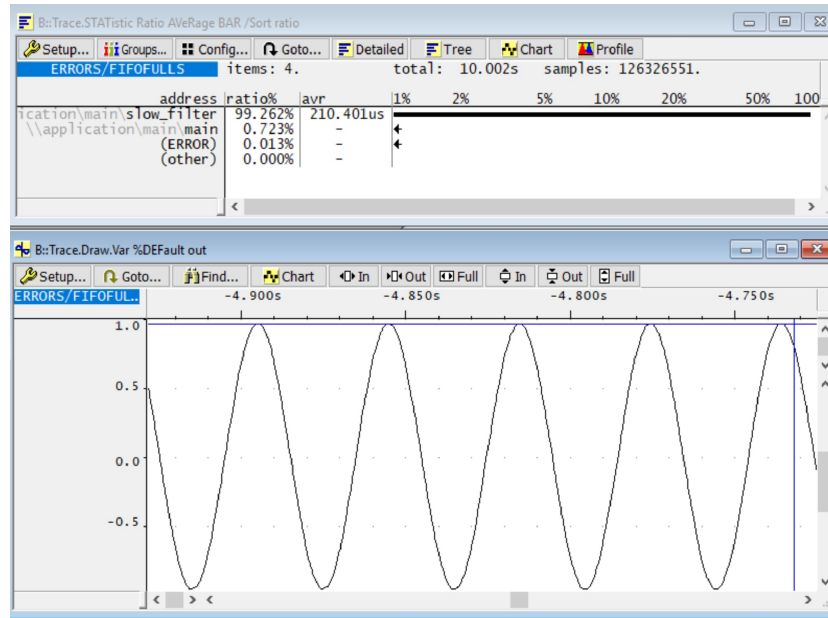 B::Trace.STATistic Ratio AVeRage BAR /Sort ratio
Setup... Groups... Config... Goto... Detailed Tree Chart Profile
ERRORS/FIFOFULLS items: 4. total: 10.002s samples: 126326551.
address ratio% avr 1% 2% 5% 10% 20% 50% 100
ication\main\slow_filter 99.262% 210.401us
\\application\main\main 0.723% -
(ERROR) 0.013% -
(other) 0.000% -
B::Trace.Draw.Var %DEFault out
Setup... Goto... Find... Chart In Out Full In Out Full
ERRORS/FIFOFUL.. -4.900s -4.850s -4.800s -4.750s
1.0
0.5
0.0
-0.5